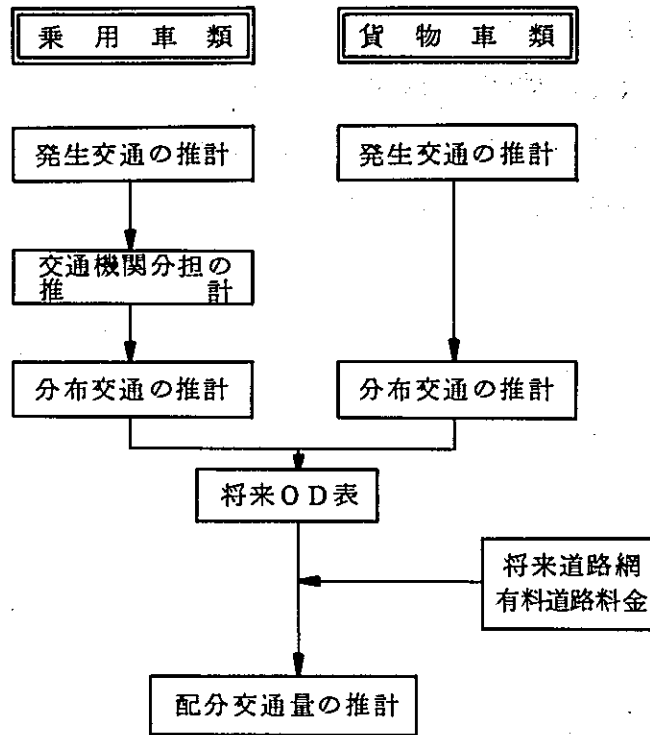 乗用車類
貨物車類
発生交通の推計
発生交通の推計
交通機関分担の
推計
分布交通の推計
分布交通の推計
将来OD表
将来道路網
有料道路料金
配分交通量の推計